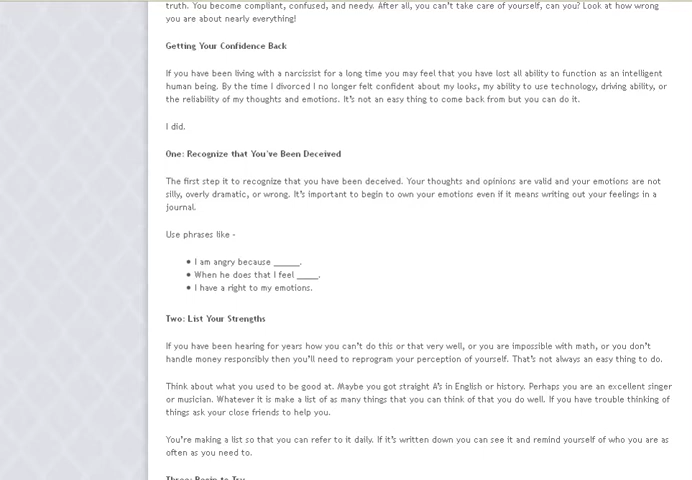 truth. You become compliant, confused, and needy. After all, you can't take care of yourself, can you? Look at how wrong
you are about nearly everything!
Getting Your Confidence Back
If you have been living with a narcissist for a long time you may feel that you have lost all ability to function as an intelligent
human being. By the time I divorced I no longer felt confident about my looks, my ability to use technology, driving ability, or
the reliability of my thoughts and emotions. It's not an easy thing to come back from but you can do it.
I did.
One: Recognize that You've Been Deceived
The first step it to recognize that you have been deceived. Your thoughts and opinions are valid and your emotions are not
silly, overly dramatic, or wrong. It's important to begin to own your emotions even if it means writing out your feelings in a
journal.
Use phrases like -
• I am angry because ______.
• When he does that I feel _____.
• I have a right to my emotions.
Two: List Your Strengths
If you have been hearing for years how you can't do this or that very well, or you are impossible with math, or you don't
handle money responsibly then you'll need to reprogram your perception of yourself. That's not always an easy thing to do.
Think about what you used to be good at. Maybe you got straight A's in English or history. Perhaps you are an excellent singer
or musician. Whatever it is make a list of as many things that you can think of that you do well. If you have trouble thinking of
things ask your close friends to help you.
You're making a list so that you can refer to it daily. If it's written down you can see it and remind yourself of who you are as
often as you need to.
Three: Begin to Try